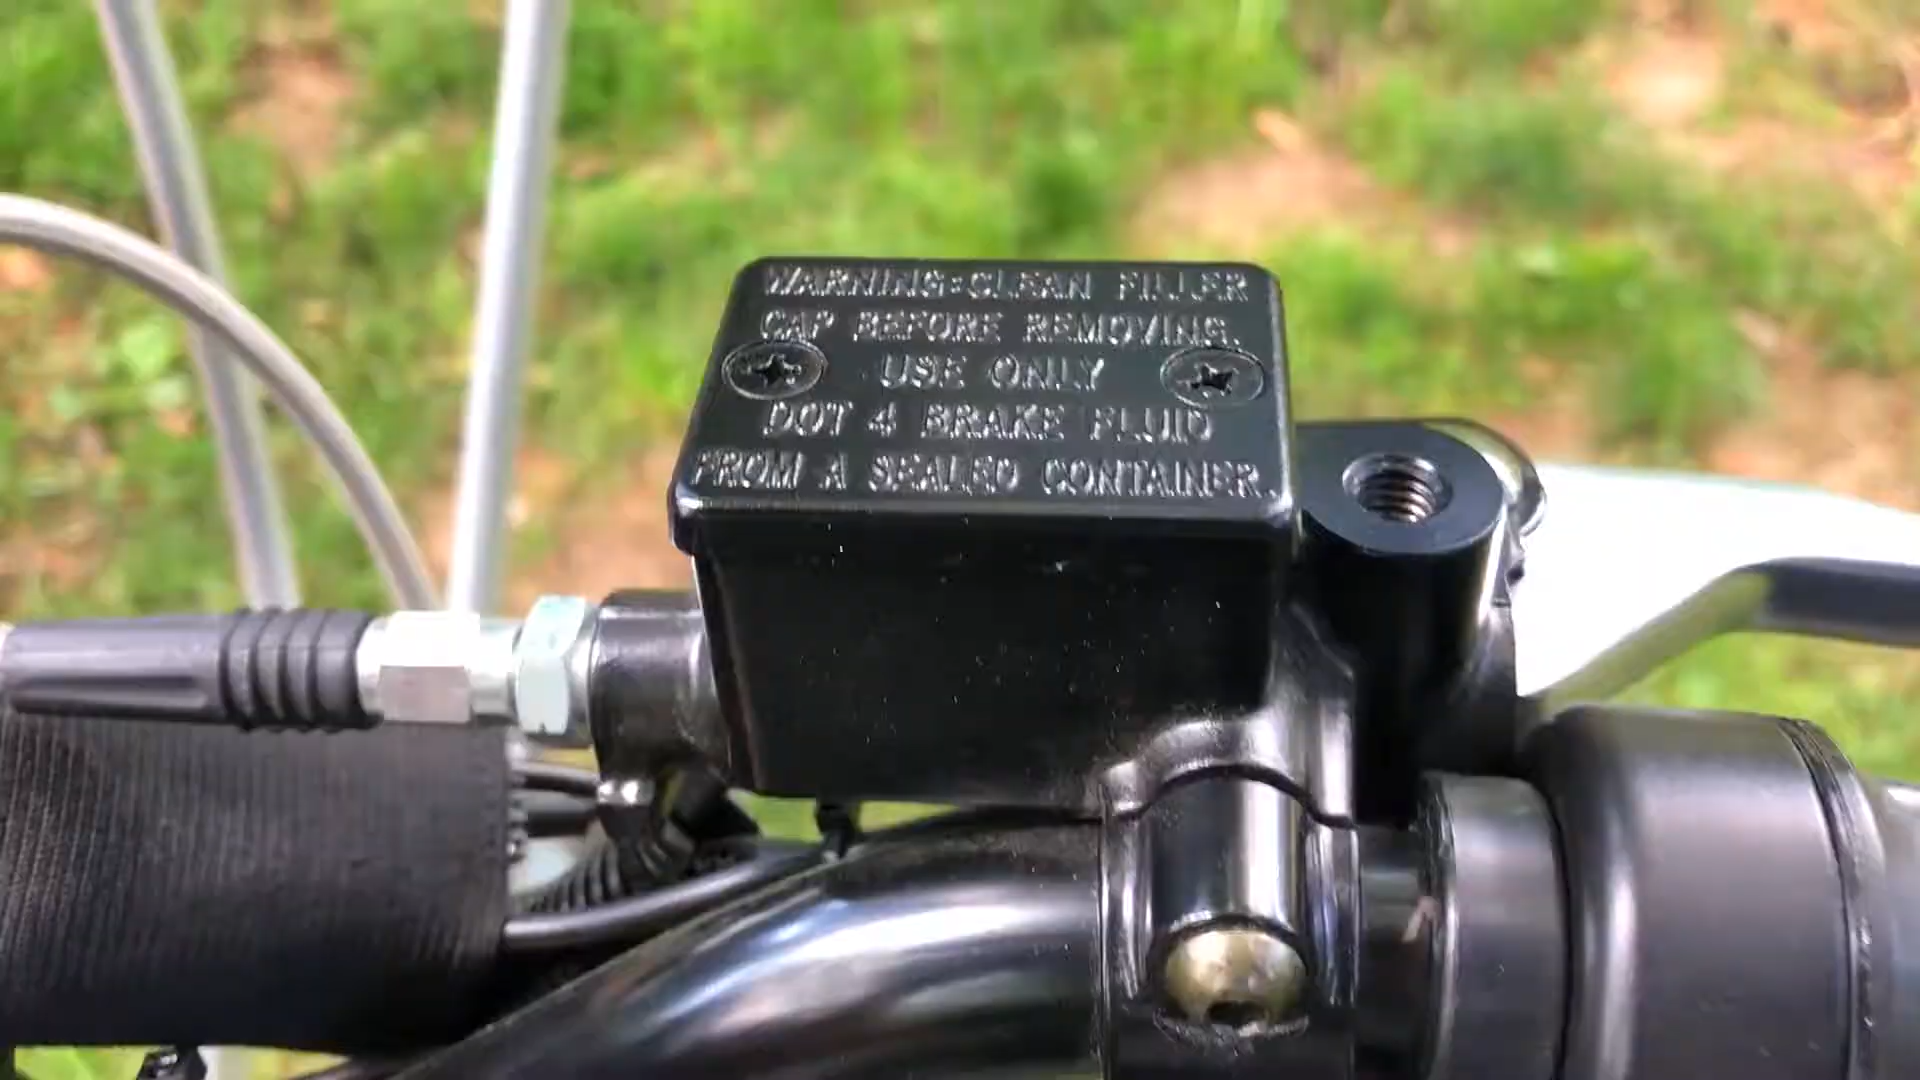 WARNING:CLEAN FILLER
CAP BEFORE REMOVING.
USE ONLY
DOT 4 BRAKE FLUID
FROM A SEALED CONTAINER.